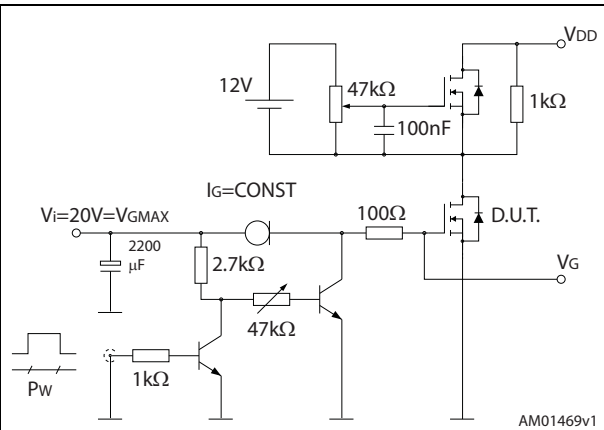 VDD
12V
47kΩ
1kΩ
100nF
IG=CONST
Vi=20V=VGMAX
100Ω
D.U.T.
2200
μF
2.7kΩ
VG
47kΩ
1kΩ
PW
AM01469v1